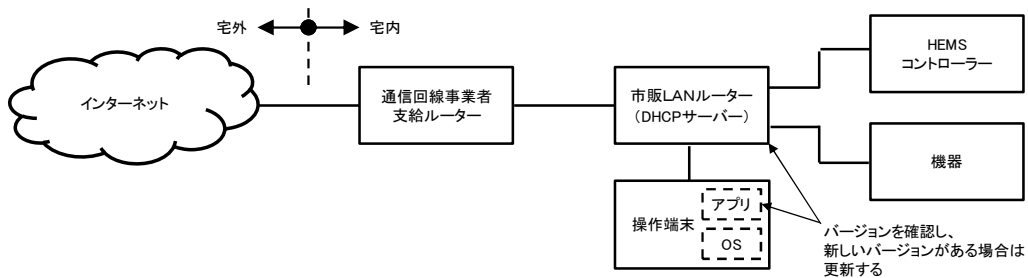 宅外
宅内
インターネット
通信回線事業者
支給ルーター
市販LANルーター
（DHCPサーバー）
HEMS
コントローラー
機器
操作端末
アプリ
OS
バージョンを確認し、
新しいバージョンがある場合は
更新する